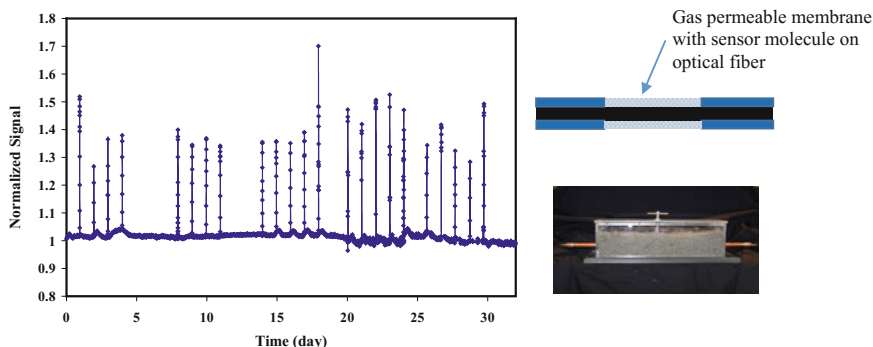 1.8
1.7
1.6
1.5
1.4
1.3
1.2
1.1
1
0.9
0.8
Normalized Signal
0 5 10 15 20 25 30
Time (day)
Gas permeable membrane
with sensor molecule on
optical fiber